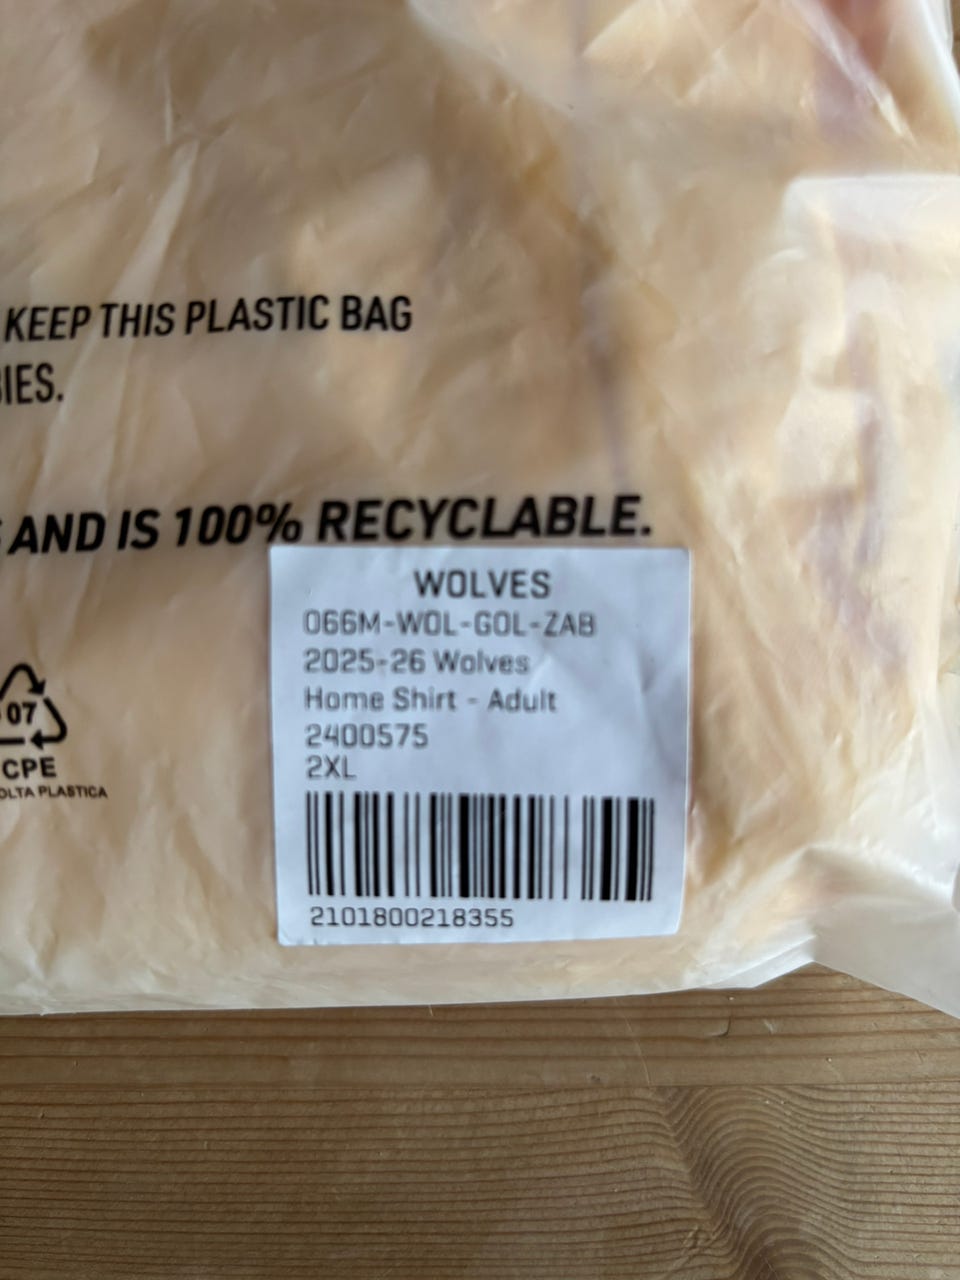 KEEP THIS PLASTIC BAG
IES.
AND IS 100% RECYCLABLE.
WOLVES
066M-WOL-GOL-ZAB
2025-26 Wolves
Home Shirt - Adult
2400575
2XL
2101800218355
07
CPE
OLTA PLASTICA